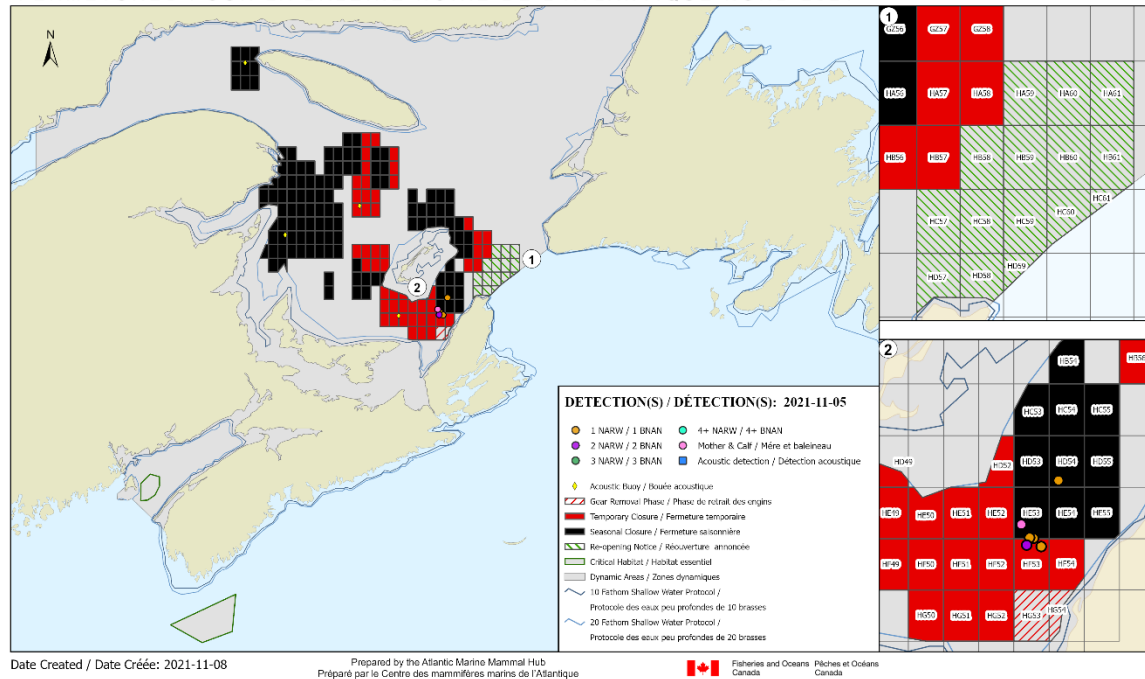 N
1
2
DETECTION(S) / DÉTECTION(S): 2021-11-05
1 NARW / 1 BNAN
4+ NARW / 4+ BNAN
2 NARW / 2 BNAN
Mother & Calf / Mére et baleineau
3 NARW / 3 BNAN
Acoustic detection / Détection acoustique
Acoustic Buoy / Bouée acoustique
Gear Removal Phase / Phase de retrait des engins
Temporary Closure / Fermeture temporaire
Seasonal Closure / Fermeture saisonnière
Re-opening Notice / Réouverture annoncée
Critical Habitat / Habitat essentiel
Dynamic Areas / Zones dynamiques
10 Fathom Shallow Water Protocol /
Protocole des eaux peu profondes de 10 brasses
20 Fathom Shallow Water Protocol /
Protocole des eaux peu profondes de 20 brasses
1
GZ56 GZ57 GZ58
HA56 HA57 HA58 HA59 HA60 HA61
HB56 HB57 HB58 HB59 HB60 HB61
HC57 HC58 HC59 HC60 HC61
HD57 HD58 HD59
2
HB54 HB56
HC53 HC54 HC55
HD49 HD52 HD53 HD54 HD55
HE49 HE50 HE51 HE52 HE53 HE54 HE55
HF49 HF50 HF51 HF52 HF53 HF54
HG50 HG51 HG52 HG53 HG54
Date Created / Date Créée: 2021-11-08
Prepared by the Atlantic Marine Mammal Hub
Préparé par le Centre des mammifères marins de l'Atlantique
Fisheries and Oceans Pêches et Océans
Canada Canada